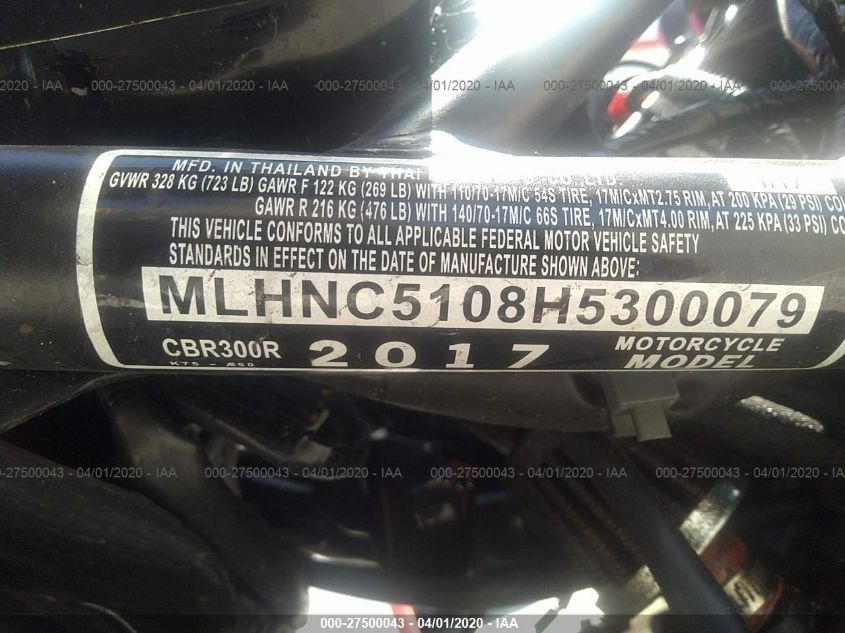 000-27500043 - 04/01/2020 - IAA
MFD. IN THAILAND BY THAI CO. LTD.
GVWR 328 KG (723 LB) GAWR F 122 KG (269 LB) WITH 110/70-17M/C 54S TIRE, 17M/CxMT2.75 RIM, AT 200 KPA (29 PSI)
GAWR R 216 KG (476 LB) WITH 140/70-17M/C 66S TIRE, 17M/CxMT4.00 RIM, AT 225 KPA (33 PSI)
THIS VEHICLE CONFORMS TO ALL APPLICABLE FEDERAL MOTOR VEHICLE SAFETY
STANDARDS IN EFFECT ON THE DATE OF MANUFACTURE SHOWN ABOVE:
MLHNC5108H5300079
CBR300R 2017 MOTORCYCLE
MODEL
000-27500043 - 04/01/2020 - IAA
000-27500043 - 04/01/2020 - IAA